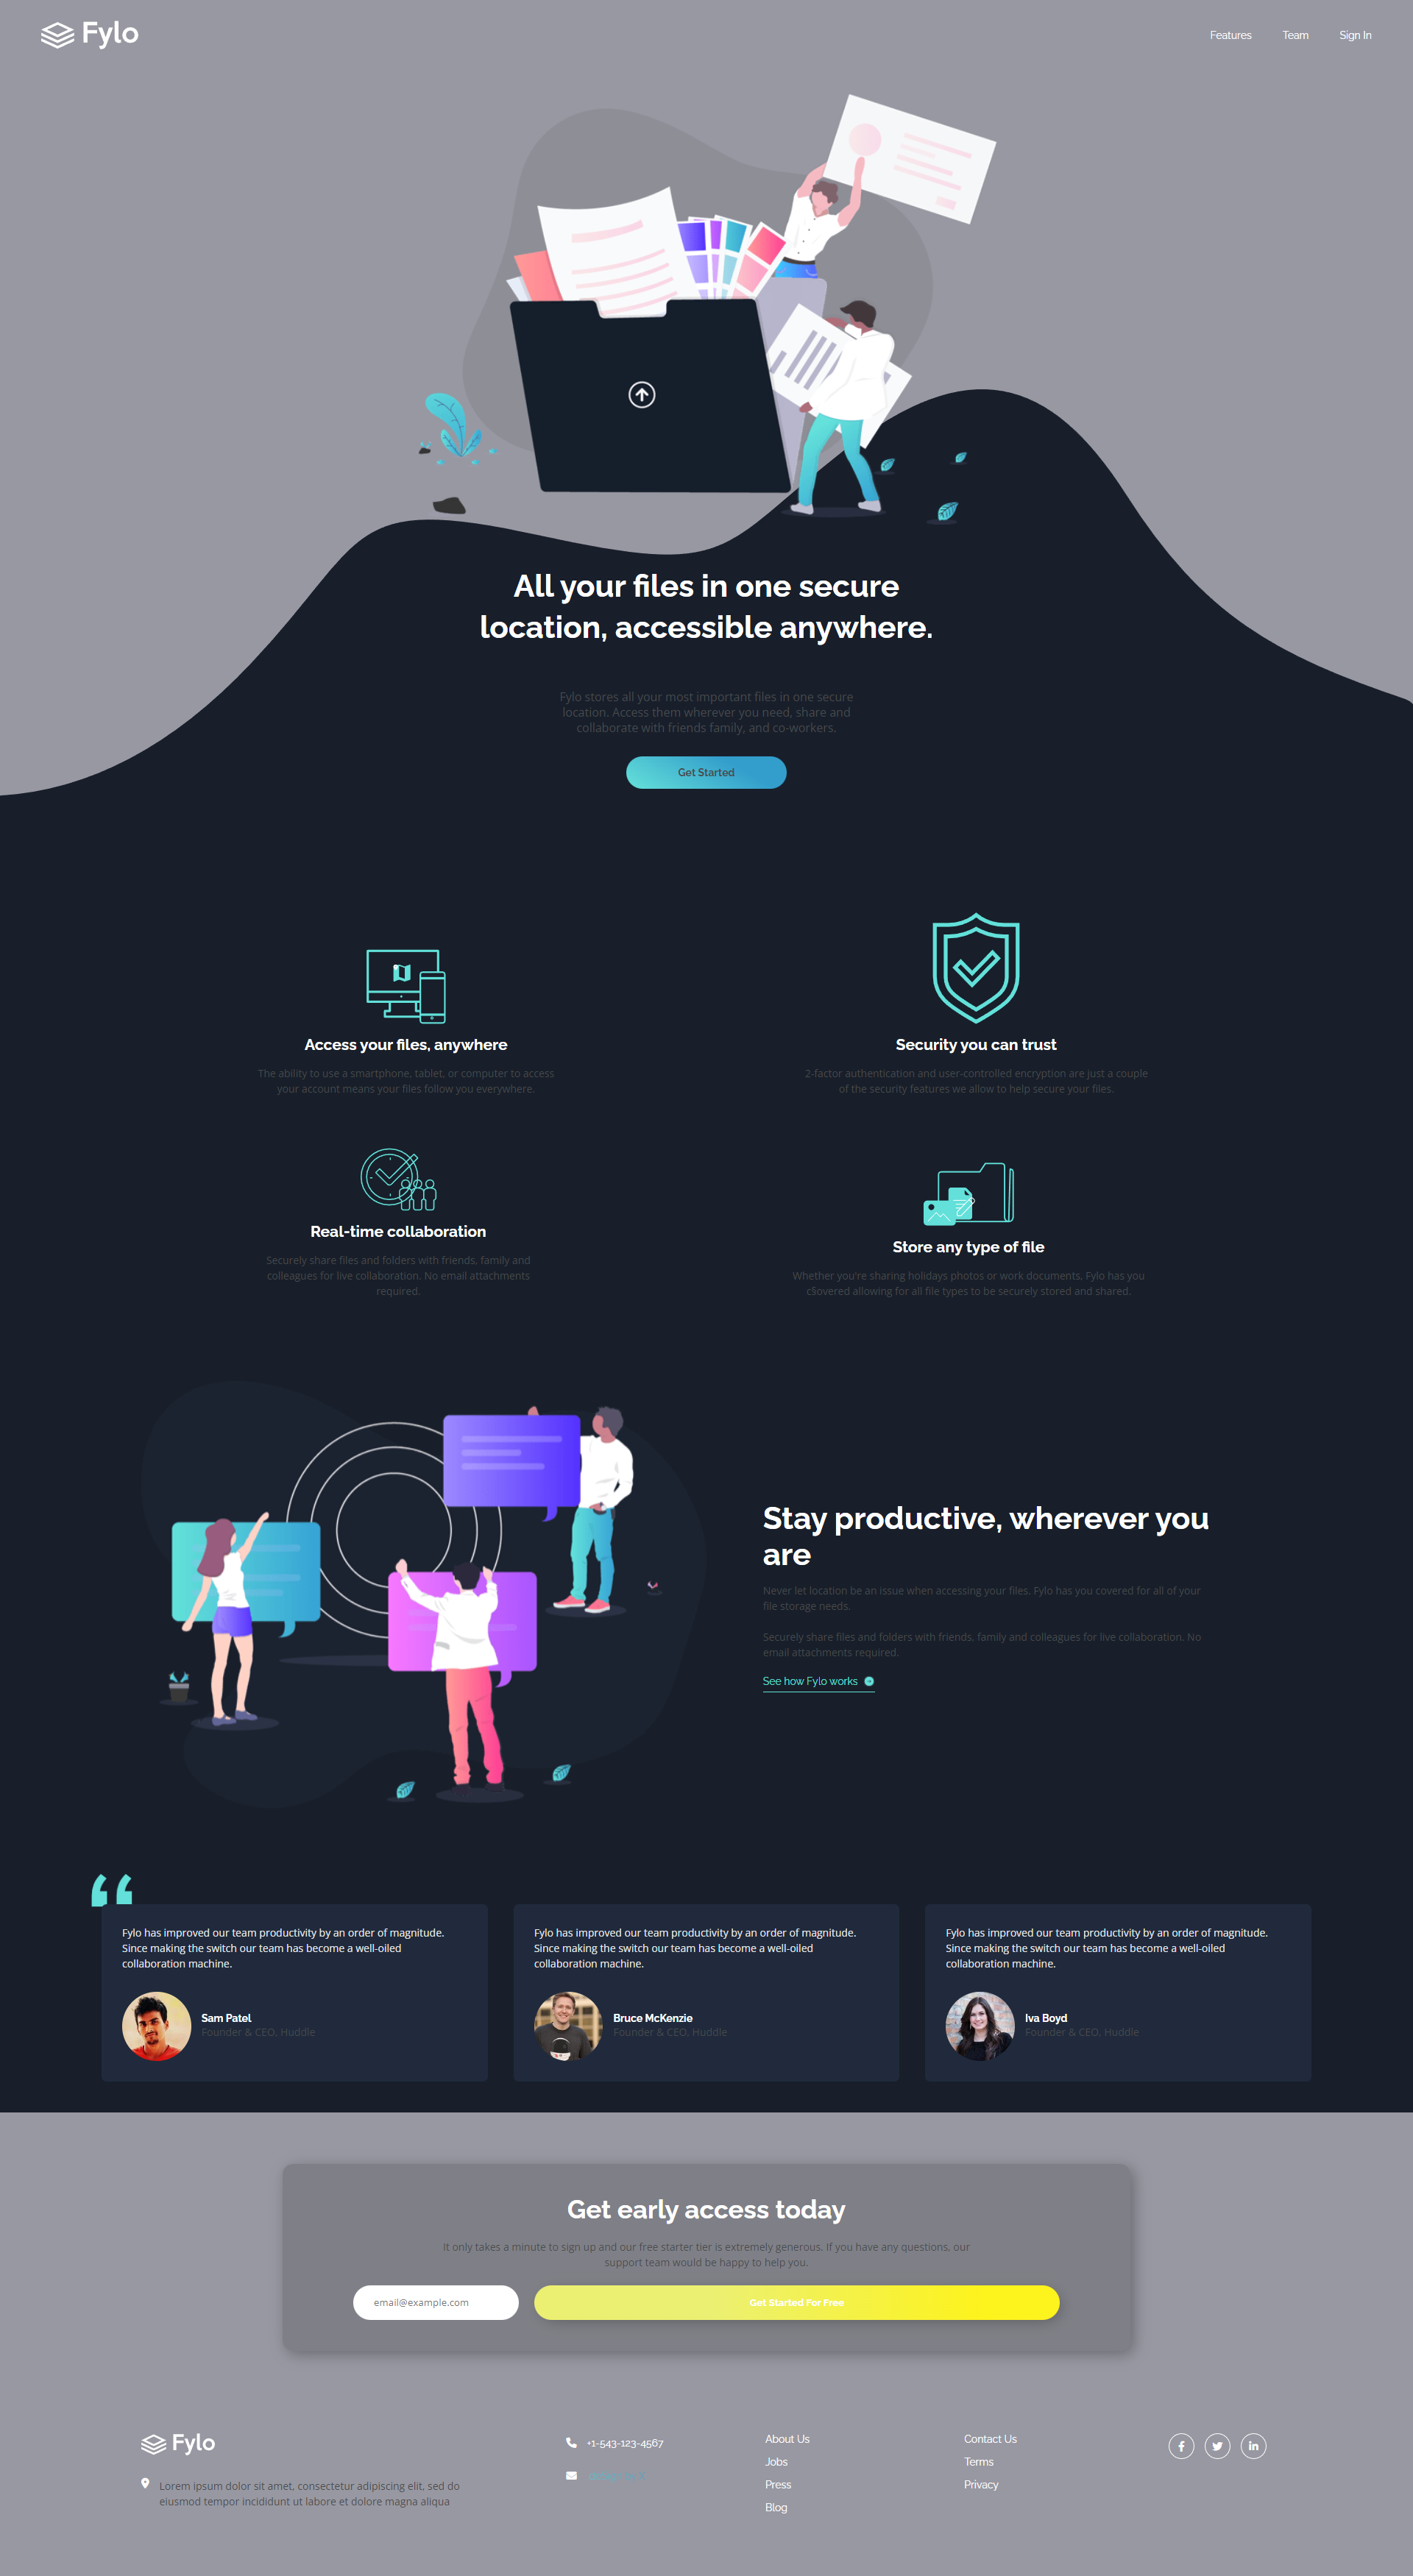 Fylo
Features
Team
Sign In
All your files in one secure
location, accessible anywhere.
Fylo stores all your most important files in one secure
location. Access them wherever you need, share and
collaborate with friends family, and co-workers.
Get Started
Access your files, anywhere
The ability to use a smartphone, tablet, or computer to access
your account means your files follow you everywhere.
Security you can trust
2-factor authentication and user-controlled encryption are just a couple
of the security features we allow to help secure your files.
Real-time collaboration
Securely share files and folders with friends, family and
colleagues for live collaboration. No email attachments
required.
Store any type of file
Whether you're sharing holidays photos or work documents, Fylo has you
allowing for all file types to be securely stored and shared.
Stay productive, wherever you
are
Never let location be an issue when accessing your files. Fylo has you covered for all of your
file storage needs.
Securely share files and folders with friends, family and colleagues for live collaboration. No
email attachments required.
See how Fylo works
Fylo has improved our team productivity by an order of magnitude.
Since making the switch our team has become a well-oiled
collaboration machine.
Sam Patel
Founder & CEO, Huddle
Fylo has improved our team productivity by an order of magnitude.
Since making the switch our team has become a well-oiled
collaboration machine.
Bruce McKenzie
Founder & CEO, Huddle
Fylo has improved our team productivity by an order of magnitude.
Since making the switch our team has become a well-oiled
collaboration machine.
Iva Boyd
Founder & CEO, Huddle
Get early access today
It only takes a minute to sign up and our free starter tier is extremely generous. If you have any questions, our
support team would be happy to help you.
email@example.com
Get Started For Free
Fylo
Lorem ipsum dolor sit amet, consectetur adipiscing elit, sed do
eiusmod tempor incididunt ut labore et dolore magna aliqua
+1-543-123-4567
About Us
Jobs
Press
Blog
Contact Us
Terms
Privacy